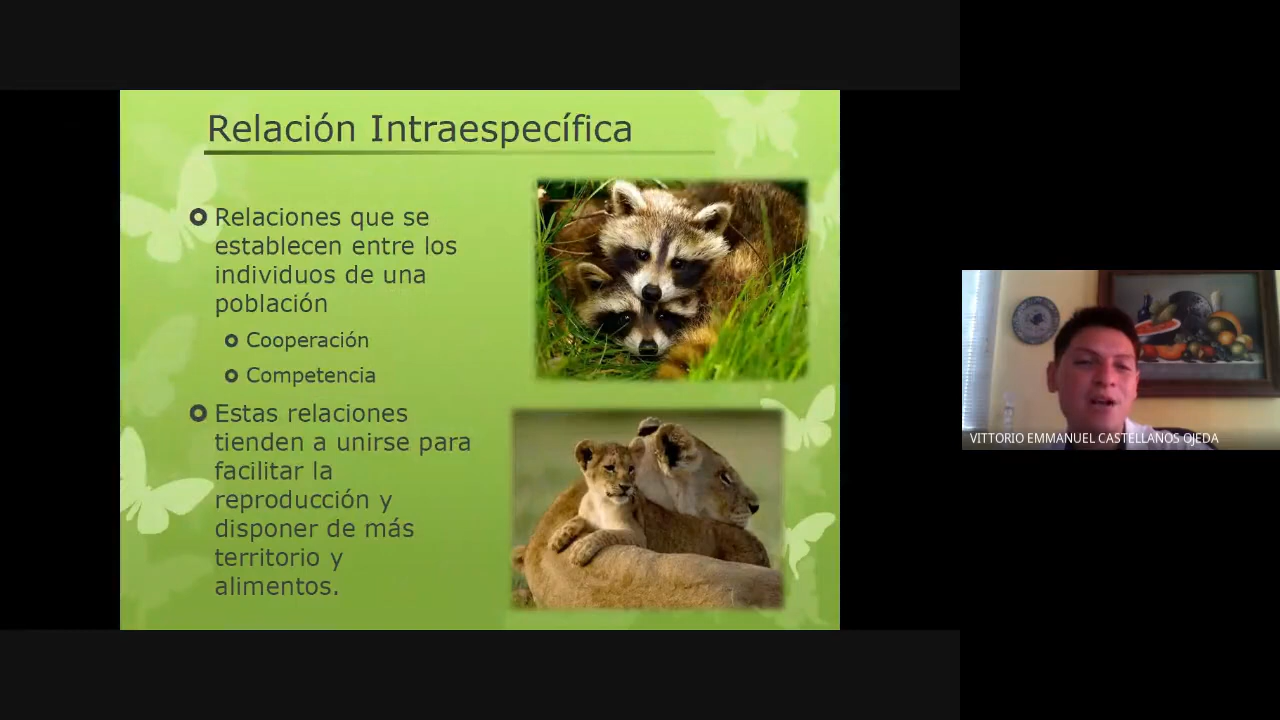 Relación Intraespecífica
Relaciones que se
establecen entre los
individuos de una
población
Cooperación
Competencia
Estas relaciones
tienden a unirse para
facilitar la
reproducción y
disponer de más
territorio y
alimentos.
VITTORIO EMMANUEL CASTELLANOS OJEDA